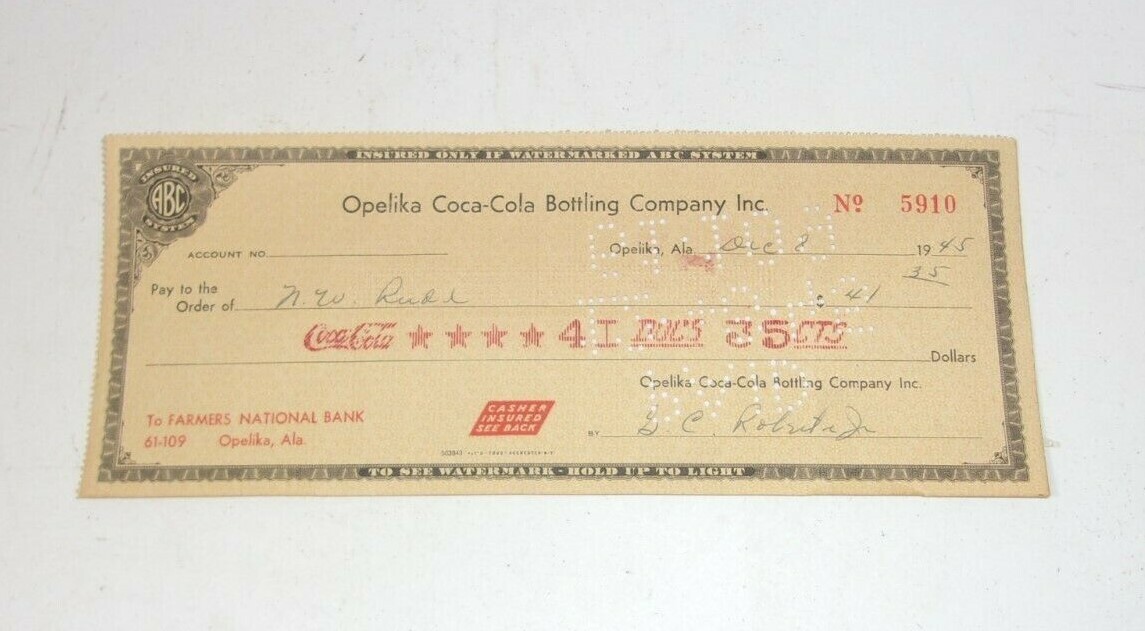 INSURED ONLY IF WATERMARKED ABC SYSTEM
INSURED
ABC
SYSTEM
Opelika Coca-Cola Bottling Company Inc.
Nº 5910
ACCOUNT NO.
Opelika, Ala. Dec 8 1945
Pay to the
Order of N. W. $ 41 35
Coca-Cola ★★★★ 41 DOL'S 35 CTS
Dollars
Opelika Coca-Cola Bottling Company Inc.
To FARMERS NATIONAL BANK
61-109 Opelika, Ala.
CASHER
INSURED
SEE BACK
BY G C Roberts Jr
TO SEE WATERMARK - HOLD UP TO LIGHT